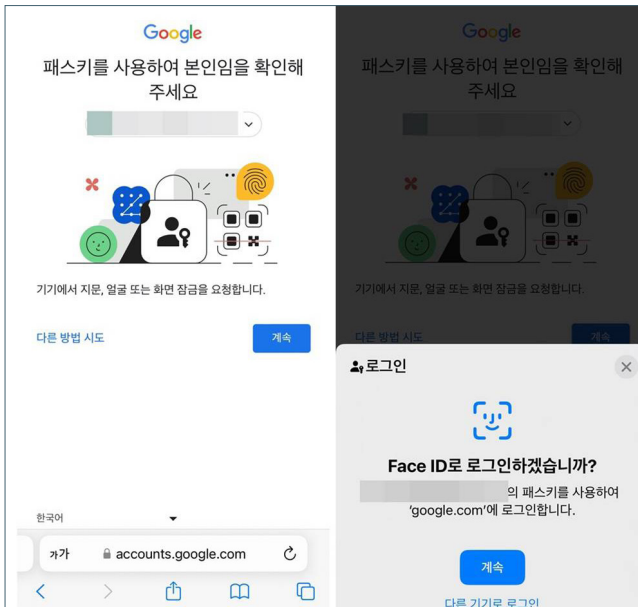 Google
패스키를 사용하여 본인임을 확인해
주세요
기기에서 지문, 얼굴 또는 화면 잠금을 요청합니다.
다른 방법 시도
계속
한국어
가가
accounts.google.com
Google
패스키를 사용하여 본인임을 확인해
주세요
기기에서 지문, 얼굴 또는 화면 잠금을 요청합니다.
다른 방법 시도
계속
로그인
Face ID로 로그인하겠습니까?
의 패스키를 사용하여
‘google.com’에 로그인합니다.
계속
다른 기기로 로그인